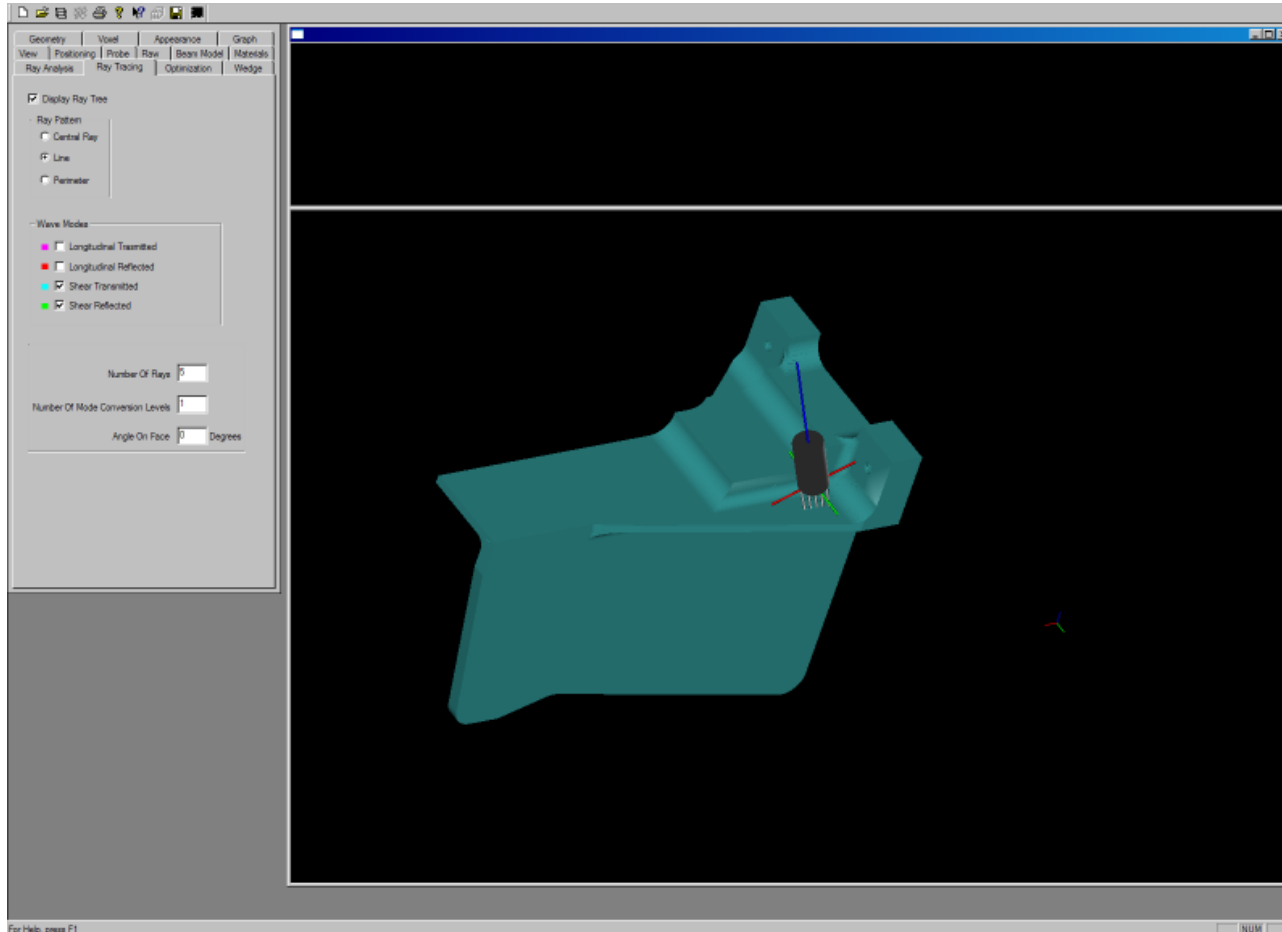 Geometry Voxel Appearance Graph
View Positioning Probe Raw Beam Model Materials
Ray Analysis Ray Tracing Optimization Wedge
Display Ray Tree
Ray Pattern
Central Ray
Line
Perimeter
Wave Modes
Longitudinal Trasmitted
Longitudinal Reflected
Shear Transmitted
Shear Reflected
Number Of Rays 5
Number Of Mode Conversion Levels 1
Angle On Face 0 Degrees
For Help, press F1
NUM